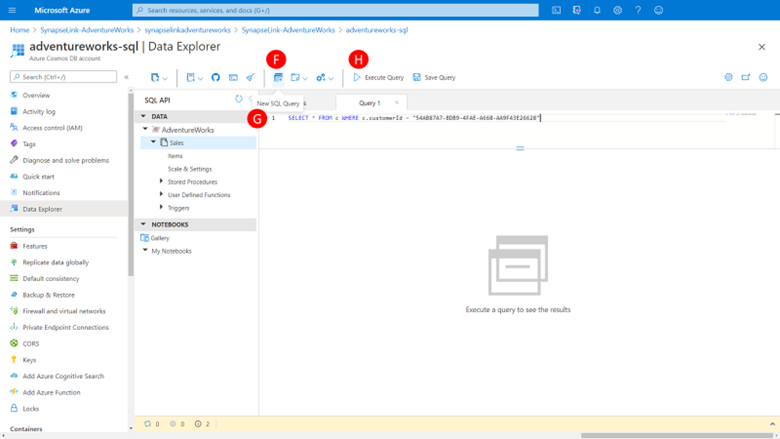 Microsoft Azure
Search resources, services, and docs (G+/)
Home > SynapseLink-AdventureWorks > synapselinkadventureworks > SynapseLink-AdventureWorks > adventureworks-sql
adventureworks-sql | Data Explorer
Azure Cosmos DB account
F
H
Search (Ctrl+/)
Execute Query
Save Query
Overview
Activity log
Access control (IAM)
Tags
Diagnose and solve problems
Quick start
Notifications
Data Explorer
Settings
Features
Replicate data globally
Default consistency
Backup & Restore
Firewall and virtual networks
Private Endpoint Connections
CORS
Keys
Add Azure Cognitive Search
Add Azure Function
Locks
Containers
SQL API
DATA
AdventureWorks
Sales
Items
Scale & Settings
Stored Procedures
User Defined Functions
Triggers
NOTEBOOKS
Gallery
My Notebooks
New SQL Query
Query 1
G
1 SELECT * FROM c WHERE c.customerId = "54AB87A7-BDB9-4FAE-A668-AA9F43E26628"
Execute a query to see the results
0 0 2